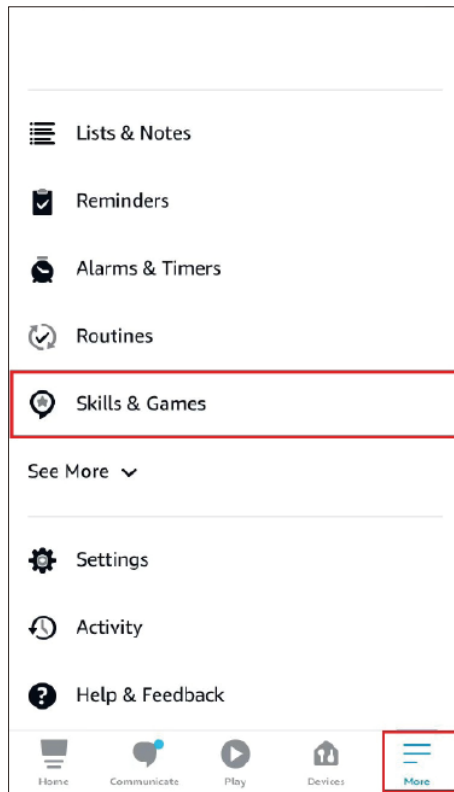 Lists & Notes
Reminders
Alarms & Timers
Routines
Skills & Games
See More
Settings
Activity
Help & Feedback
Home Communicate Play Devices More